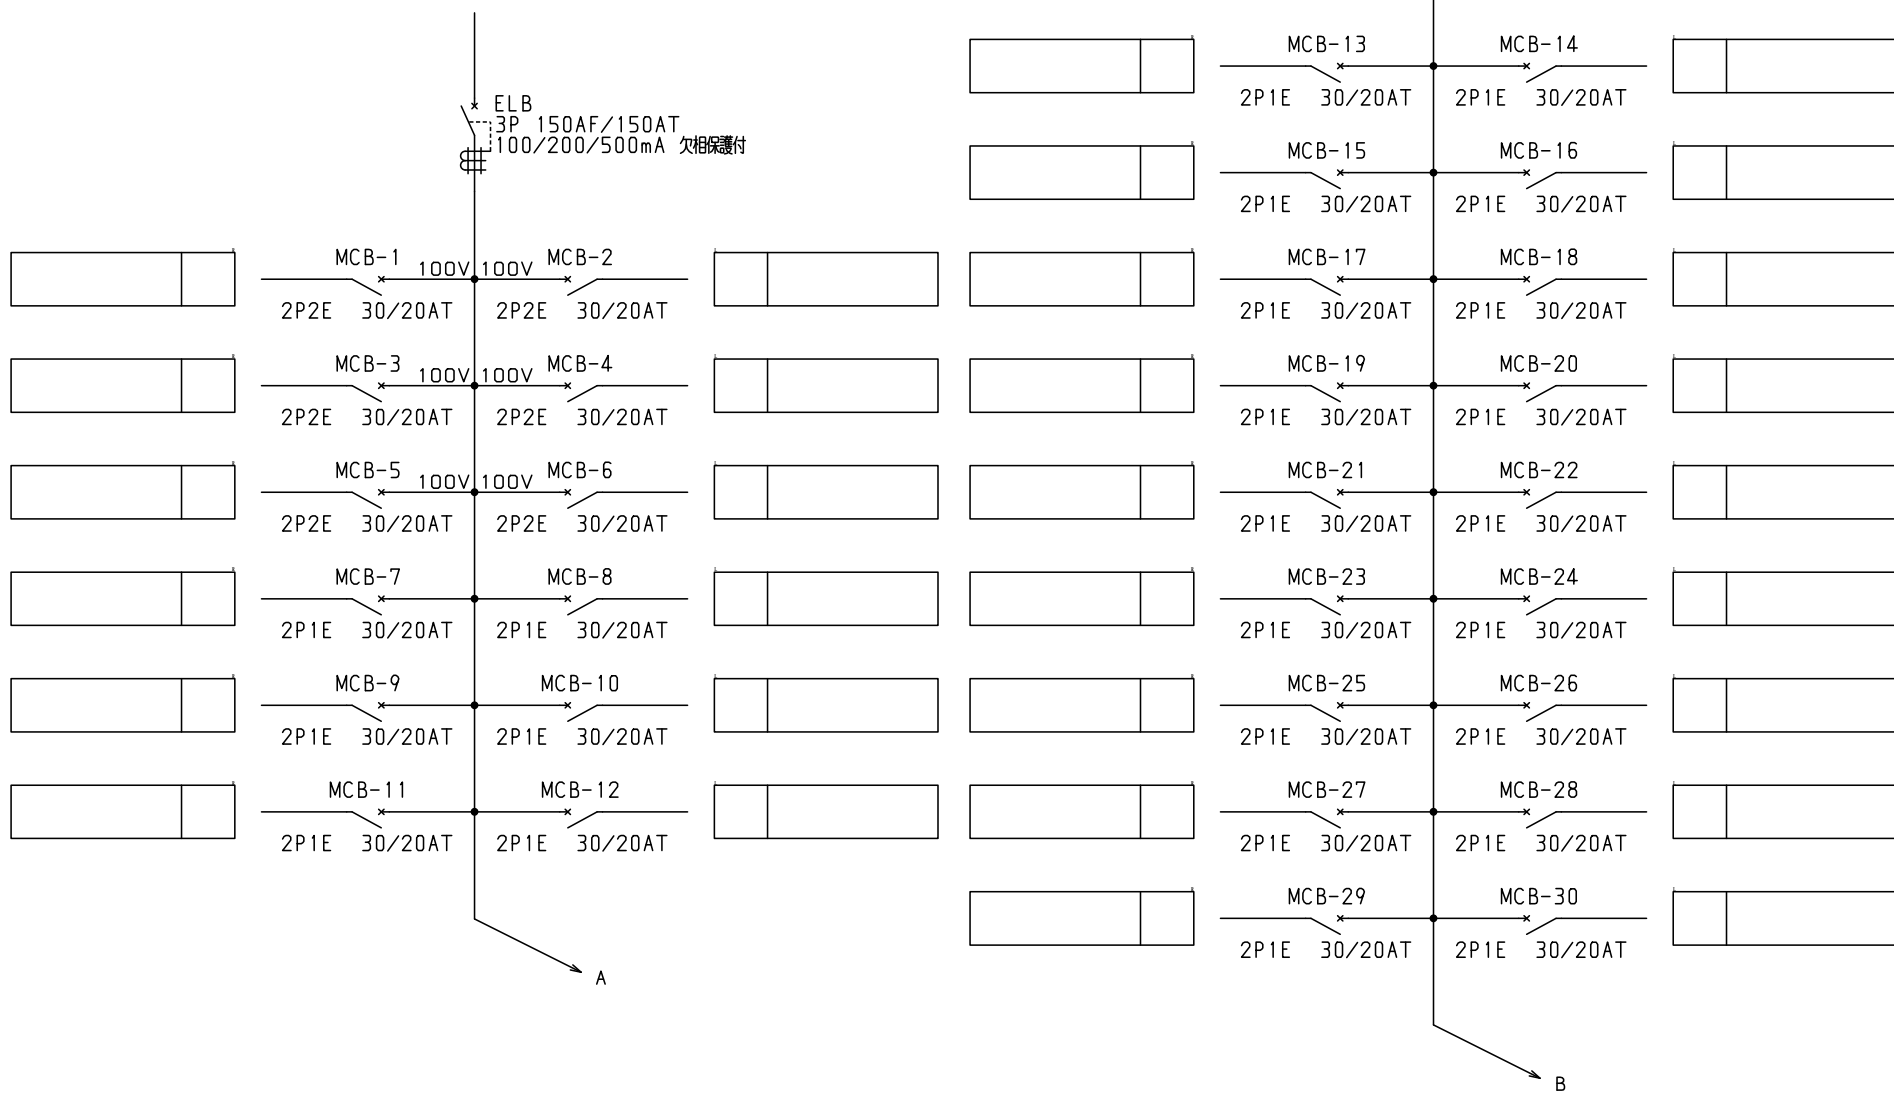 ELB
3P 150AF/150AT
100/200/500mA 欠相保護付
MCB-1 100V 100V MCB-2
2P2E 30/20AT 2P2E 30/20AT
MCB-3 100V 100V MCB-4
2P2E 30/20AT 2P2E 30/20AT
MCB-5 100V 100V MCB-6
2P2E 30/20AT 2P2E 30/20AT
MCB-7 MCB-8
2P1E 30/20AT 2P1E 30/20AT
MCB-9 MCB-10
2P1E 30/20AT 2P1E 30/20AT
MCB-11 MCB-12
2P1E 30/20AT 2P1E 30/20AT
A
MCB-13 MCB-14
2P1E 30/20AT 2P1E 30/20AT
MCB-15 MCB-16
2P1E 30/20AT 2P1E 30/20AT
MCB-17 MCB-18
2P1E 30/20AT 2P1E 30/20AT
MCB-19 MCB-20
2P1E 30/20AT 2P1E 30/20AT
MCB-21 MCB-22
2P1E 30/20AT 2P1E 30/20AT
MCB-23 MCB-24
2P1E 30/20AT 2P1E 30/20AT
MCB-25 MCB-26
2P1E 30/20AT 2P1E 30/20AT
MCB-27 MCB-28
2P1E 30/20AT 2P1E 30/20AT
MCB-29 MCB-30
2P1E 30/20AT 2P1E 30/20AT
B